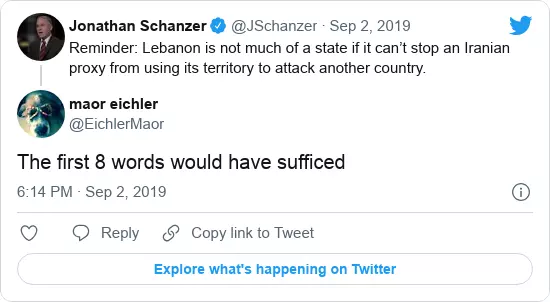 Jonathan Schanzer @JSchanzer · Sep 2, 2019
Reminder: Lebanon is not much of a state if it can’t stop an Iranian
proxy from using its territory to attack another country.
maor eichler
@EichlerMaor
The first 8 words would have sufficed
6:14 PM · Sep 2, 2019
Reply
Copy link to Tweet
Explore what's happening on Twitter